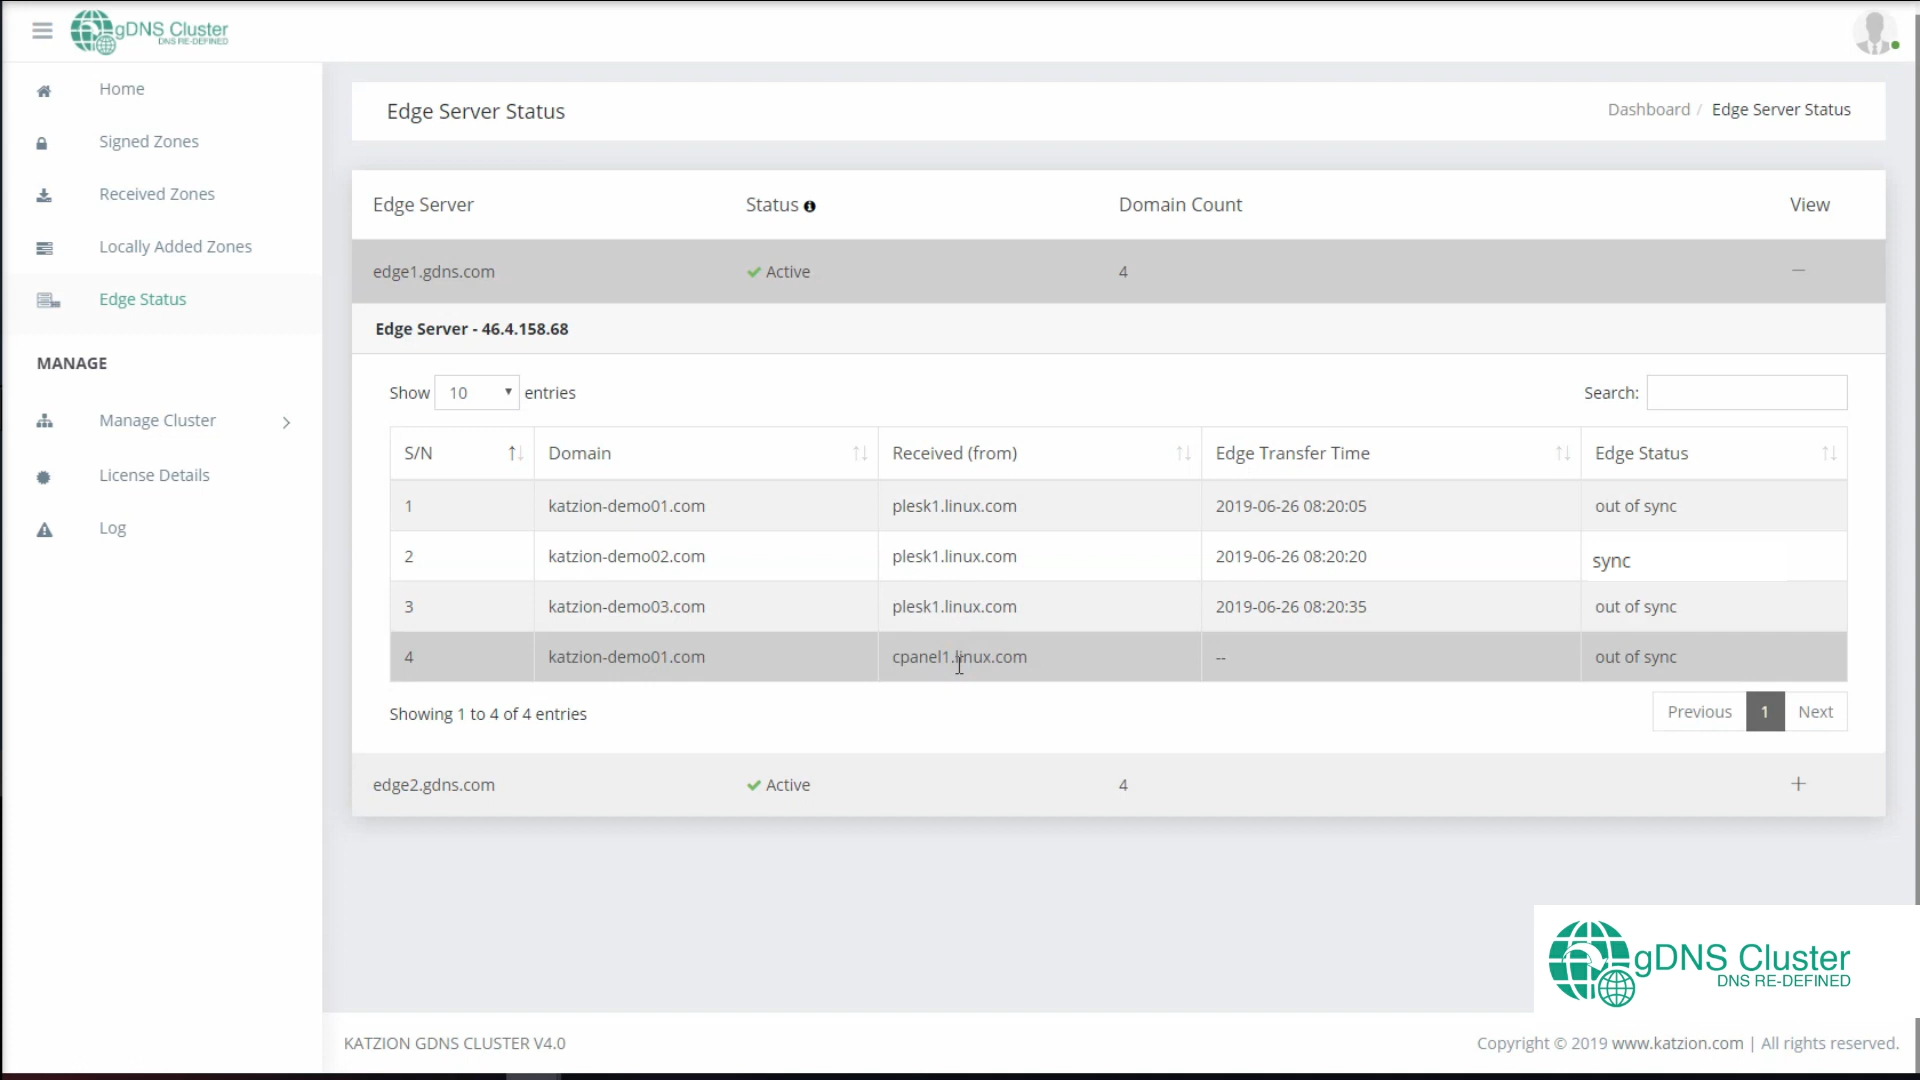 gDNS Cluster
DNS RE-DEFINED
Home
Signed Zones
Received Zones
Locally Added Zones
Edge Status
MANAGE
Manage Cluster
License Details
Log
Edge Server Status
Dashboard / Edge Server Status
Edge Server Status Domain Count View
edge1.gdns.com Active 4
Edge Server - 46.4.158.68
Show 10 entries Search:
S/N Domain Received (from) Edge Transfer Time Edge Status
1 katzion-demo01.com plesk1.linux.com 2019-06-26 08:20:05 out of sync
2 katzion-demo02.com plesk1.linux.com 2019-06-26 08:20:20 sync
3 katzion-demo03.com plesk1.linux.com 2019-06-26 08:20:35 out of sync
4 katzion-demo01.com cpanel1.linux.com -- out of sync
Showing 1 to 4 of 4 entries Previous 1 Next
edge2.gdns.com Active 4
gDNS Cluster
DNS RE-DEFINED
KATZION GDNS CLUSTER V4.0 Copyright © 2019 www.katzion.com | All rights reserved.